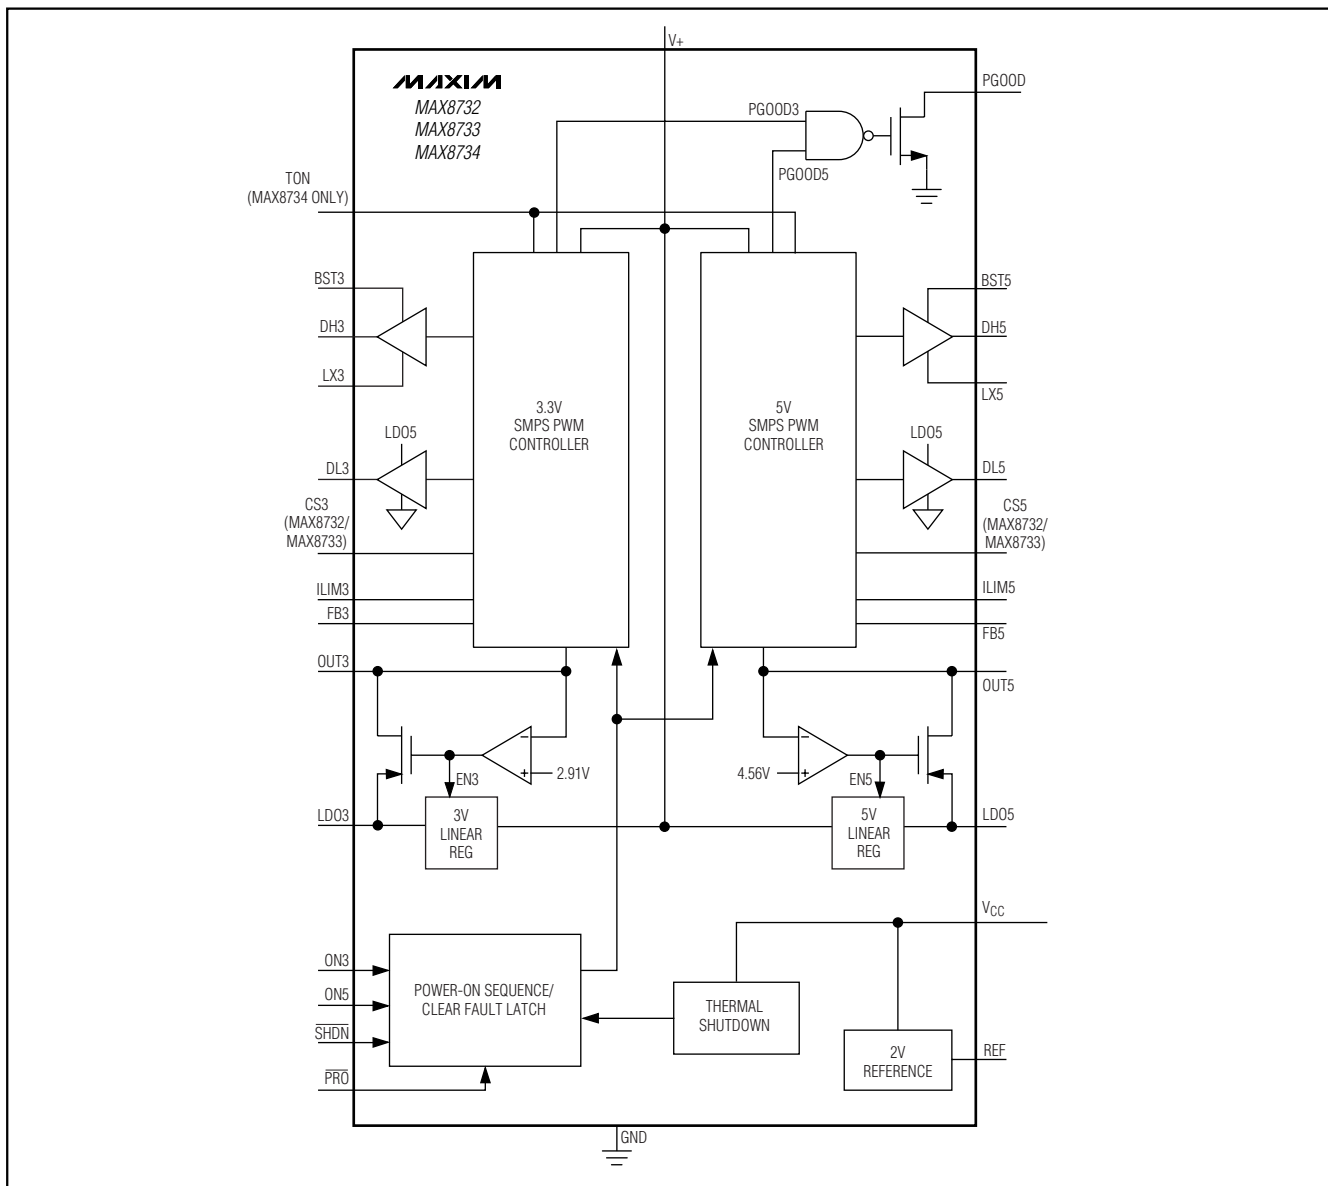 V+
MAXIM
MAX8732
MAX8733
MAX8734
PGOOD
PGOOD3
PGOOD5
TON
(MAX8734 ONLY)
BST3
BST5
DH3
DH5
LX3
LX5
3.3V
SMPS PWM
CONTROLLER
5V
SMPS PWM
CONTROLLER
LDO5
LDO5
DL3
DL5
CS3
(MAX8732/
MAX8733)
CS5
(MAX8732/
MAX8733)
ILIM3
ILIM5
FB3
FB5
OUT3
OUT5
−
+
2.91V
EN3
−
+
4.56V
EN5
LDO3
3V
LINEAR
REG
5V
LINEAR
REG
LDO5
VCC
ON3
ON5
SHDN
PRO
POWER-ON SEQUENCE/
CLEAR FAULT LATCH
THERMAL
SHUTDOWN
2V
REFERENCE
REF
GND